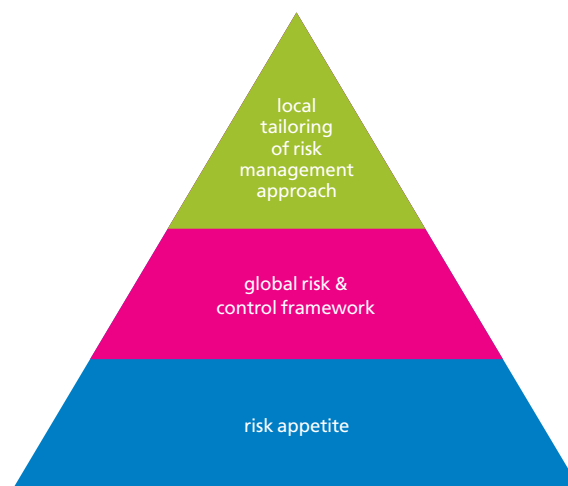 local
tailoring
of risk
management
approach
global risk &
control framework
risk appetite